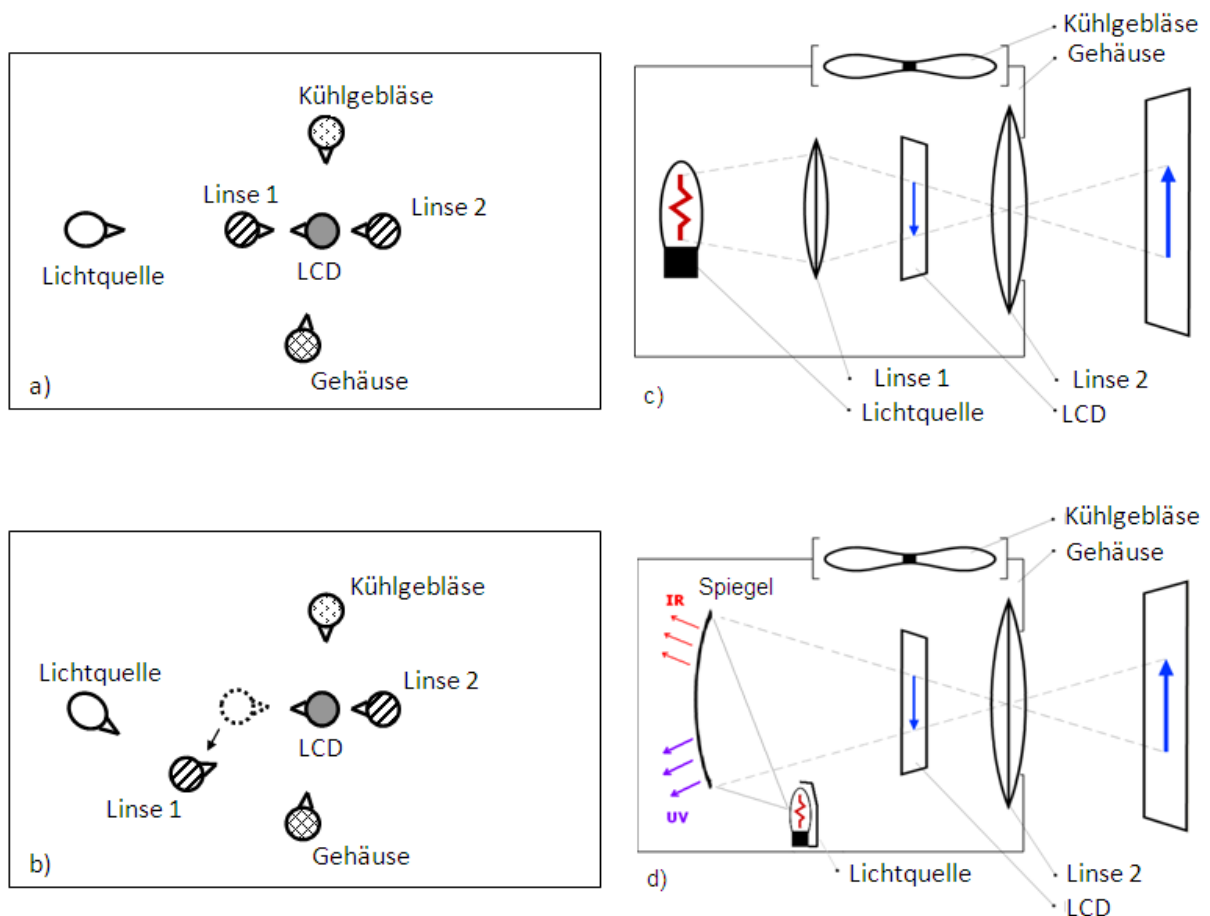 Kühlgebläse
Linse 1
Linse 2
Lichtquelle
LCD
Gehäuse
a)
Kühlgebläse
Gehäuse
Linse 1
Linse 2
c)
Lichtquelle
LCD
Kühlgebläse
Lichtquelle
Linse 2
LCD
Linse 1
Gehäuse
b)
Kühlgebläse
Gehäuse
Spiegel
IR
UV
Lichtquelle
Linse 2
d)
LCD